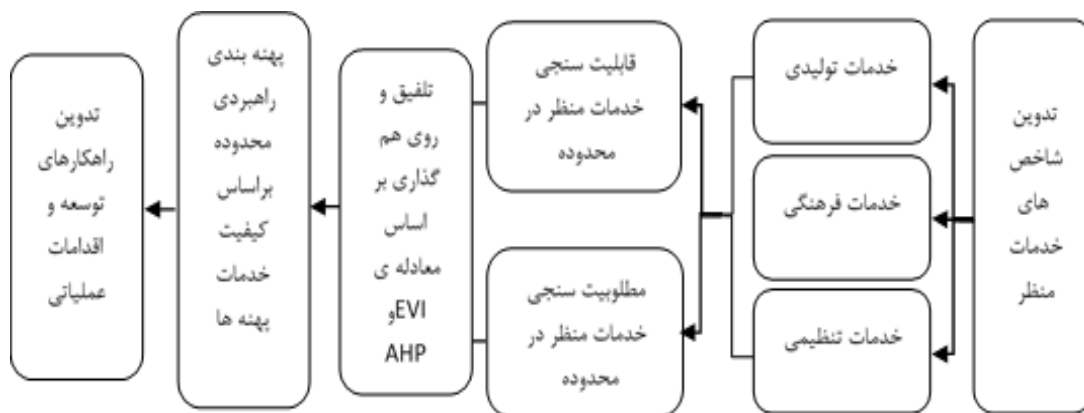 تدوین
شاخص
های
خدمات
منظر
خدمات تولیدی
خدمات فرهنگی
خدمات تنظیمی
قابلیت سنجی
خدمات منظر در
محدوده
مطلوبیت سنجی
خدمات منظر در
محدوده
تلفیق و
روی هم
گذاری بر
اساس
معادله ی
EVIو
AHP
پهنه بندی
راهبردی
محدوده
براساس
کیفیت
خدمات
پهنه ها
تدوین
راهکارهای
توسعه و
اقدامات
عملیاتی